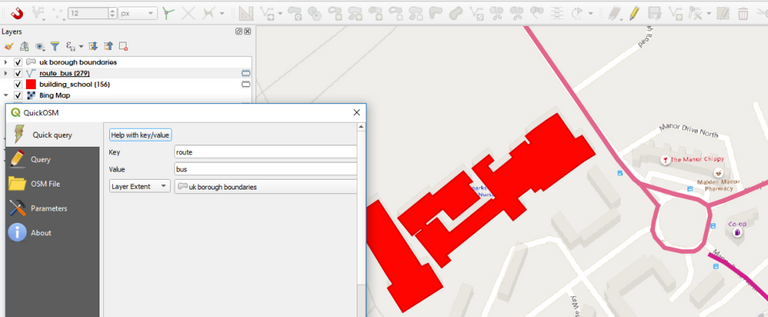 12
px
Layers
uk borough boundaries
route_bus (279)
building_school (156)
Bing Map
QuickOSM
Quick query
Query
OSM File
Parameters
About
Help with key/value
Key
route
Value
bus
Layer Extent
uk borough boundaries
Manor Drive North
The Manor Chippy
Malden Manor
Pharmacy
Co-op